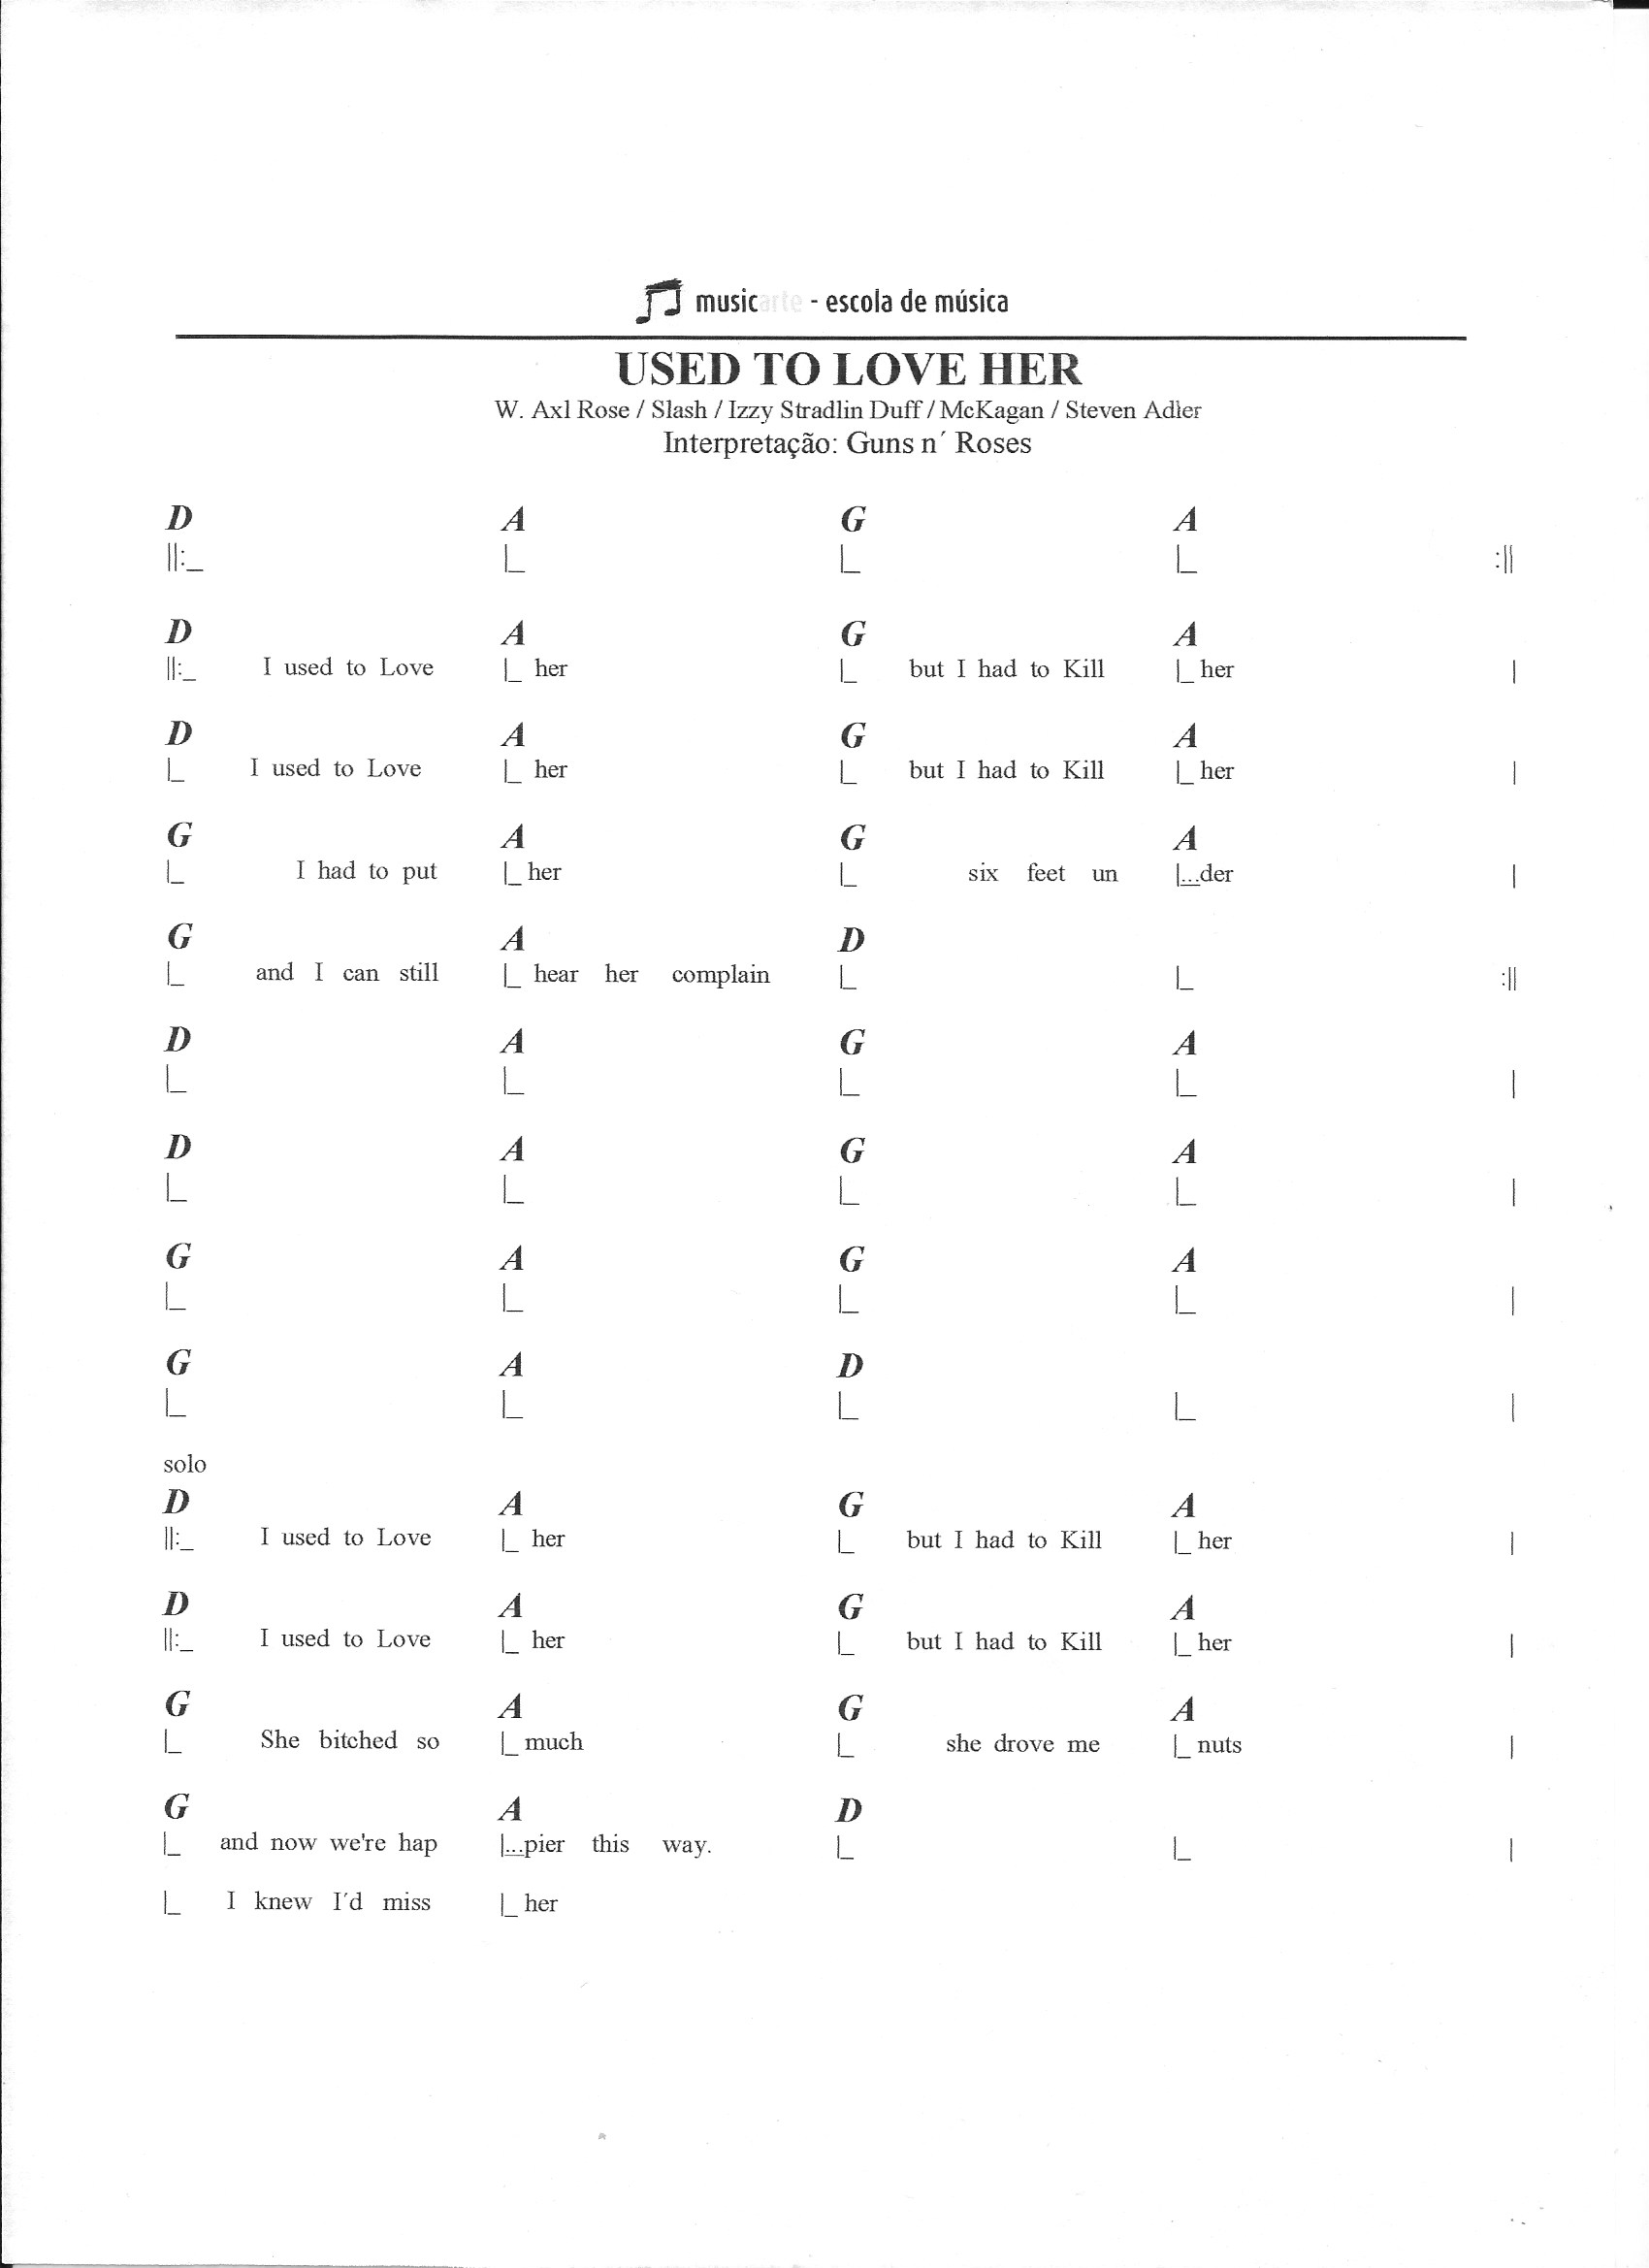 musicarte - escola de música
USED TO LOVE HER
W. Axl Rose / Slash / Izzy Stradlin Duff / McKagan / Steven Adler
Interpretação: Guns n´ Roses
D A G A
||:_ |_ |_ |_ :||
D A G A
||:_ I used to Love |_ her |_ but I had to Kill |_ her |
D A G A
|_ I used to Love |_ her |_ but I had to Kill |_ her |
G A G A
|_ I had to put |_ her |_ six feet un |...der |
G A D
|_ and I can still |_ hear her complain |_ |_ :||
D A G A
|_ |_ |_ |_ |
D A G A
|_ |_ |_ |_ |
G A G A
|_ |_ |_ |_ |
G A D
|_ |_ |_ |_ |
solo
D A G A
||:_ I used to Love |_ her |_ but I had to Kill |_ her |
D A G A
||:_ I used to Love |_ her |_ but I had to Kill |_ her |
G A G A
|_ She bitched so |_ much |_ she drove me |_ nuts |
G A D
|_ and now we're hap |...pier this way. |_ |_ |
|_ I knew I´d miss |_ her